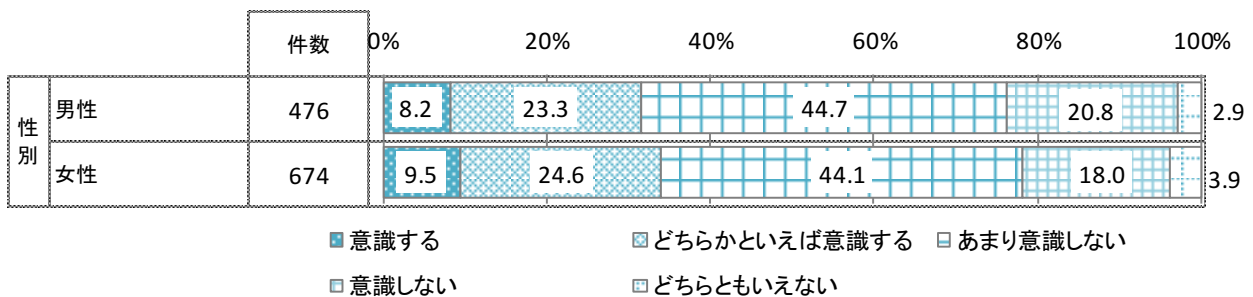 件数 0% 20% 40% 60% 80% 100%
性別 男性 476 8.2 23.3 44.7 20.8 2.9
女性 674 9.5 24.6 44.1 18.0 3.9
意識する どちらかといえば意識する あまり意識しない
意識しない どちらともいえない